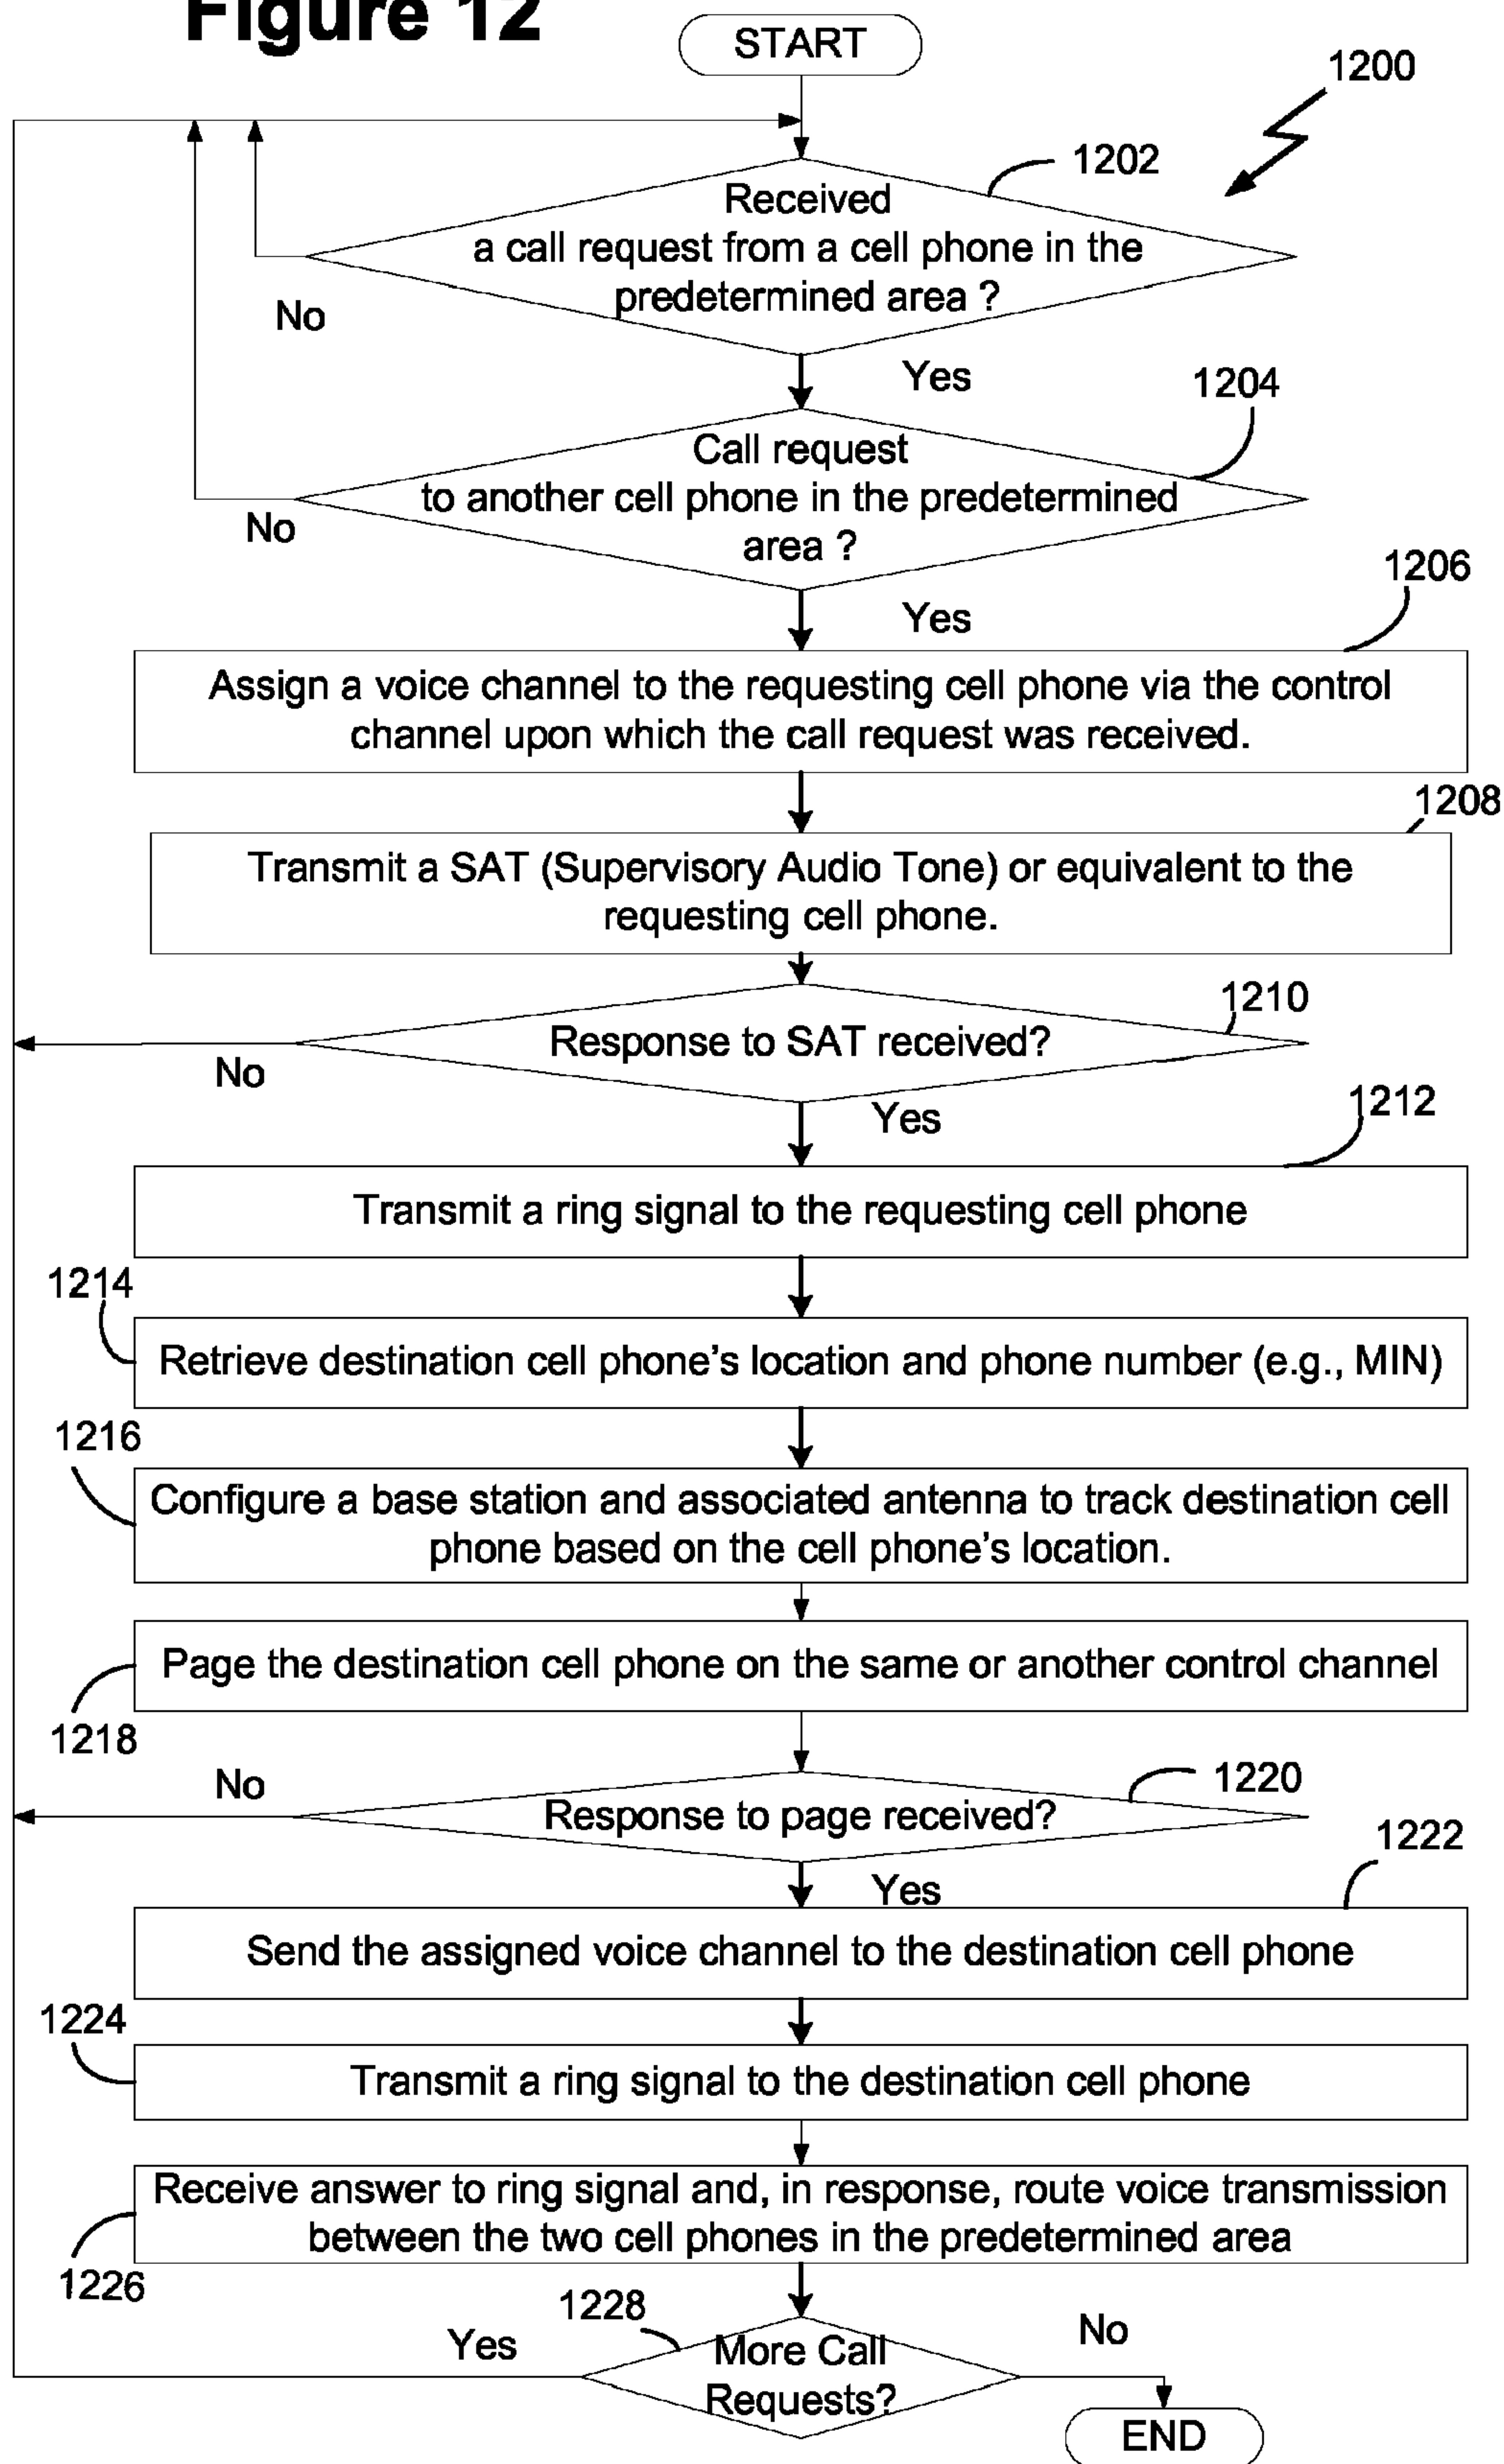 Figure 12
START
1200
1202
Received
a call request from a cell phone in the
predetermined area ?
No
Yes
1204
Call request
to another cell phone in the predetermined
area ?
No
Yes
1206
Assign a voice channel to the requesting cell phone via the control
channel upon which the call request was received.
1208
Transmit a SAT (Supervisory Audio Tone) or equivalent to the
requesting cell phone.
1210
Response to SAT received?
No
Yes
1212
Transmit a ring signal to the requesting cell phone
1214
Retrieve destination cell phone's location and phone number (e.g., MIN)
1216
Configure a base station and associated antenna to track destination cell
phone based on the cell phone's location.
Page the destination cell phone on the same or another control channel
1218
No
1220
Response to page received?
1222
Yes
Send the assigned voice channel to the destination cell phone
1224
Transmit a ring signal to the destination cell phone
Receive answer to ring signal and, in response, route voice transmission
between the two cell phones in the predetermined area
1226
1228
Yes
More Call
Requests?
No
END